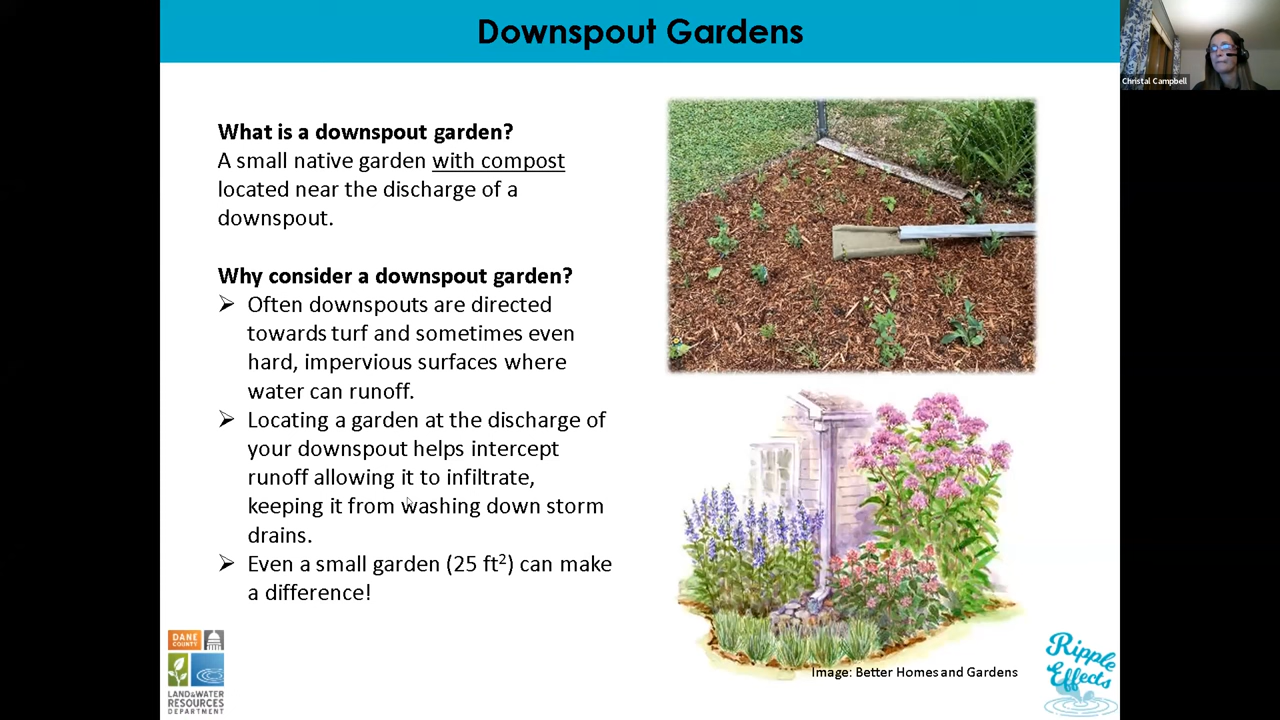 Downspout Gardens
Christal Campbell
What is a downspout garden?
A small native garden with compost
located near the discharge of a
downspout.
Why consider a downspout garden?
Often downspouts are directed
towards turf and sometimes even
hard, impervious surfaces where
water can runoff.
Locating a garden at the discharge of
your downspout helps intercept
runoff allowing it to infiltrate,
keeping it from washing down storm
drains.
Even a small garden (25 ft²) can make
a difference!
Image: Better Homes and Gardens
DANE
COUNTY
LAND & WATER
RESOURCES
DEPARTMENT
Ripple
Effects